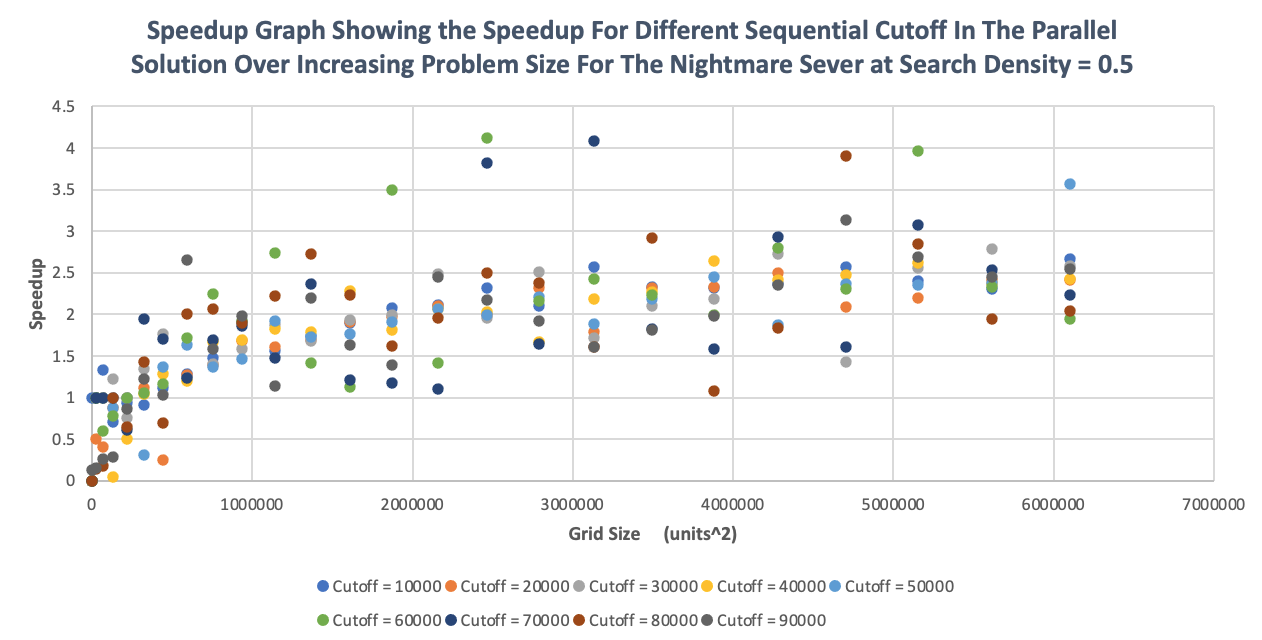 Speedup Graph Showing the Speedup For Different Sequential Cutoff In The Parallel
Solution Over Increasing Problem Size For The Nightmare Sever at Search Density = 0.5
4.5
4
3.5
3
2.5
2
1.5
1
0.5
0
Speedup
0 1000000 2000000 3000000 4000000 5000000 6000000 7000000
Grid Size (units^2)
Cutoff = 10000 Cutoff = 20000 Cutoff = 30000 Cutoff = 40000 Cutoff = 50000
Cutoff = 60000 Cutoff = 70000 Cutoff = 80000 Cutoff = 90000